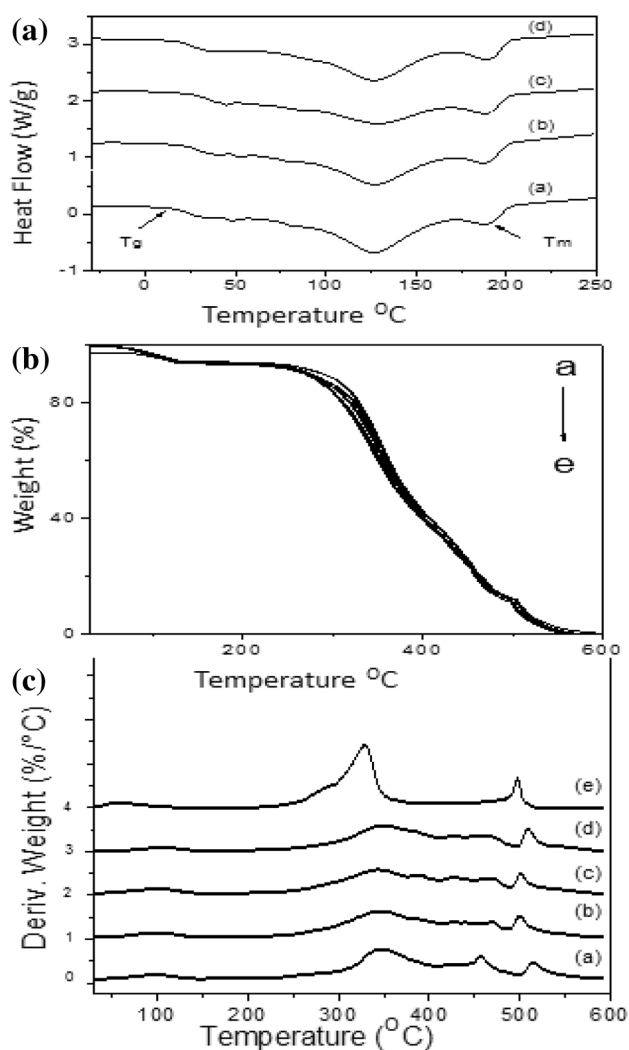 (a)
Heat Flow (W/g)
3
2
1
0
-1
(d)
(c)
(b)
(a)
Tg
Tm
0 50 100 150 200 250
Temperature °C
(b)
Weight (%)
80
40
0
a
e
200 400 600
Temperature °C
(c)
Deriv. Weight (%/°C)
4
3
2
1
0
(e)
(d)
(c)
(b)
(a)
100 200 300 400 500 600
Temperature (°C)